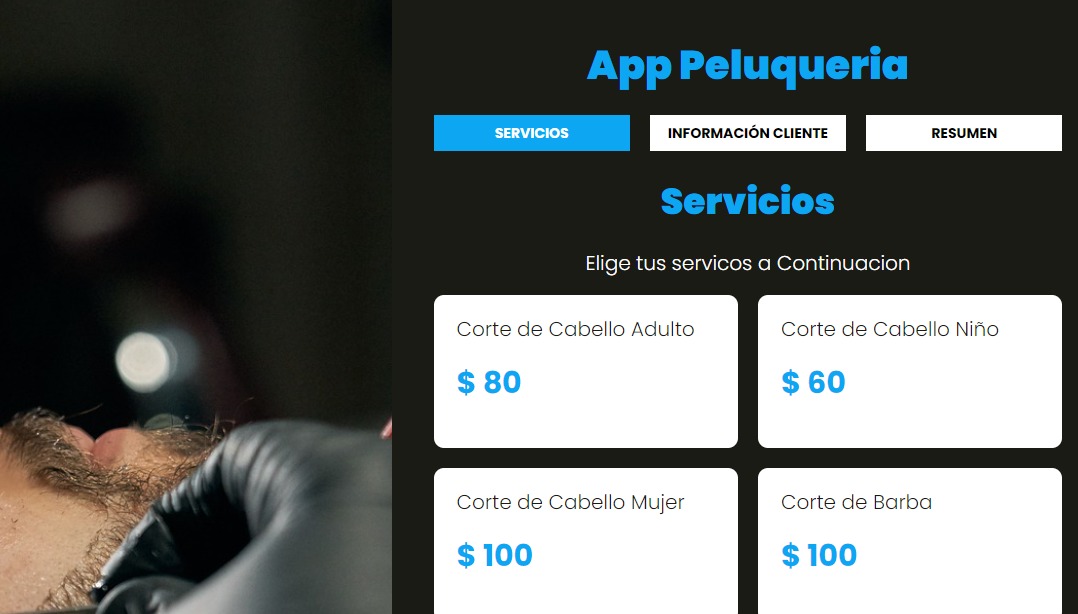 App Peluqueria
SERVICIOS
INFORMACIÓN CLIENTE
RESUMEN
Servicios
Elige tus servicos a Continuacion
Corte de Cabello Adulto
$ 80
Corte de Cabello Niño
$ 60
Corte de Cabello Mujer
$ 100
Corte de Barba
$ 100